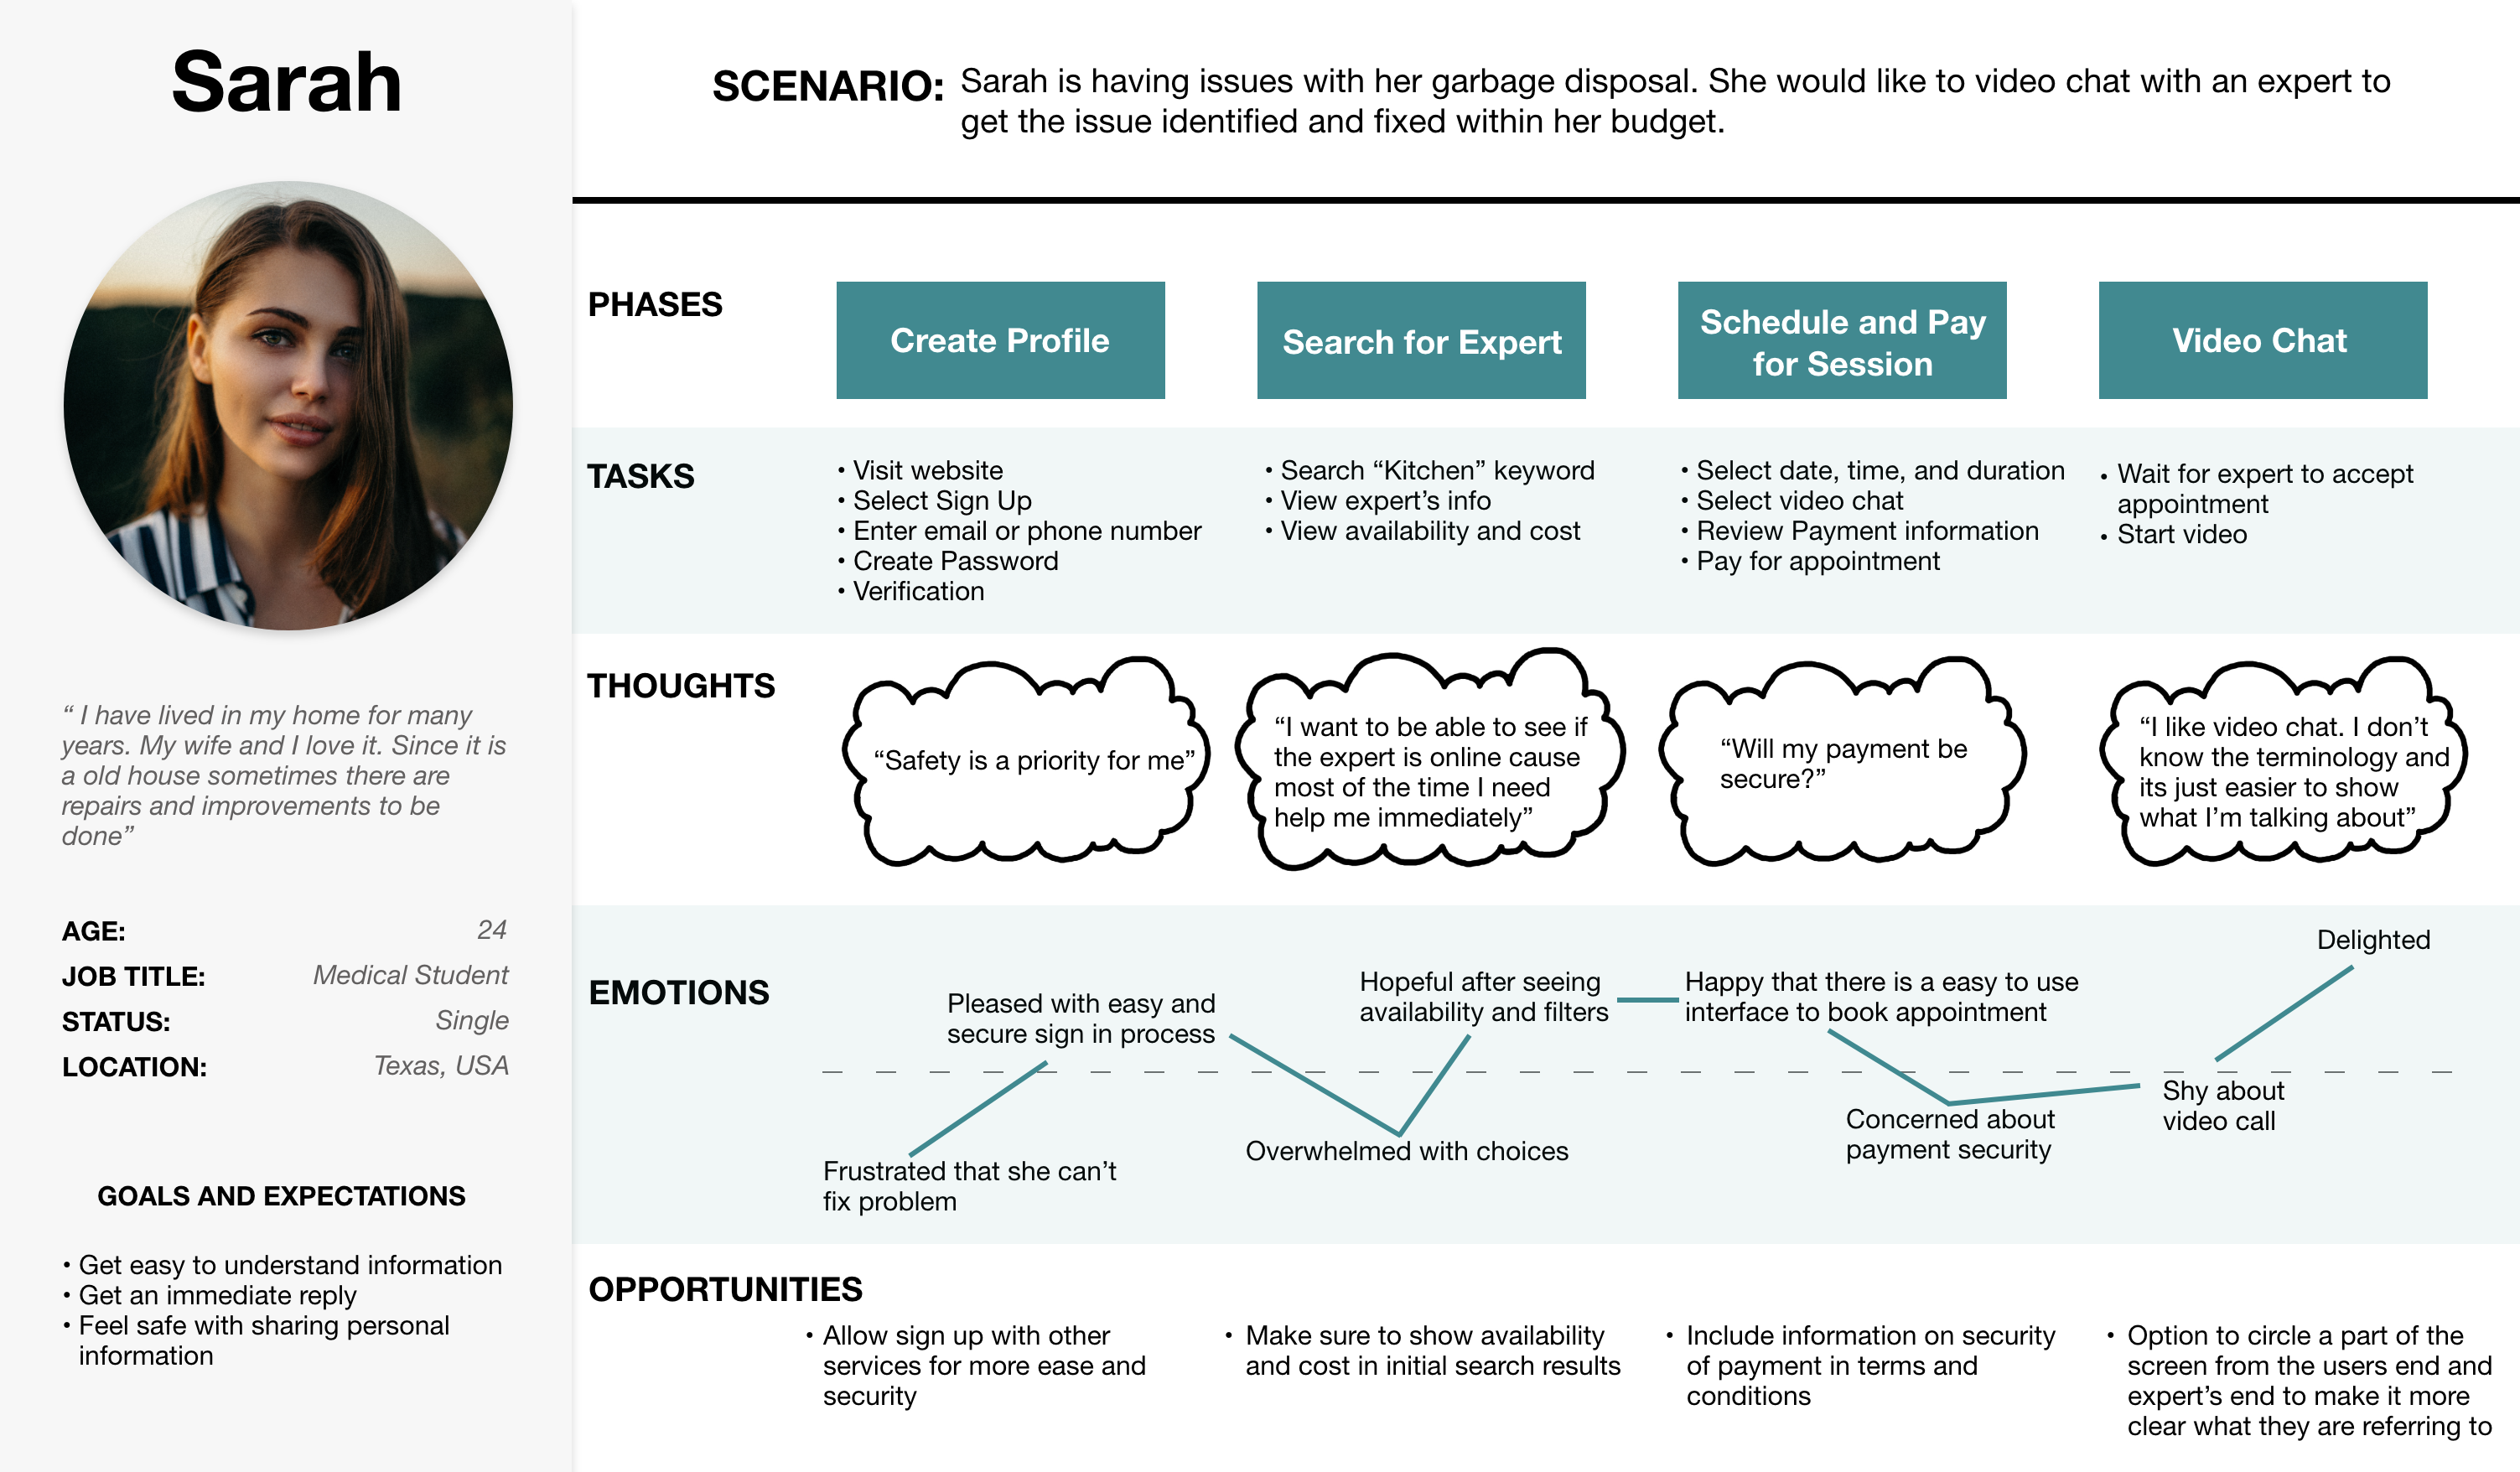 Sarah
“ I have lived in my home for many
years. My wife and I love it. Since it is
a old house sometimes there are
repairs and improvements to be
done”
AGE: 24
JOB TITLE: Medical Student
STATUS: Single
LOCATION: Texas, USA
GOALS AND EXPECTATIONS
• Get easy to understand information
• Get an immediate reply
• Feel safe with sharing personal
information
SCENARIO: Sarah is having issues with her garbage disposal. She would like to video chat with an expert to
get the issue identified and fixed within her budget.
PHASES
Create Profile
Search for Expert
Schedule and Pay
for Session
Video Chat
TASKS
• Visit website
• Select Sign Up
• Enter email or phone number
• Create Password
• Verification
• Search “Kitchen” keyword
• View expert’s info
• View availability and cost
• Select date, time, and duration
• Select video chat
• Review Payment information
• Pay for appointment
• Wait for expert to accept
appointment
• Start video
THOUGHTS
“Safety is a priority for me”
“I want to be able to see if
the expert is online cause
most of the time I need
help me immediately”
“Will my payment be
secure?”
“I like video chat. I don’t
know the terminology and
its just easier to show
what I’m talking about”
EMOTIONS
Frustrated that she can’t
fix problem
Pleased with easy and
secure sign in process
Overwhelmed with choices
Hopeful after seeing
availability and filters
Happy that there is a easy to use
interface to book appointment
Concerned about
payment security
Shy about
video call
Delighted
OPPORTUNITIES
• Allow sign up with other
services for more ease and
security
• Make sure to show availability
and cost in initial search results
• Include information on security
of payment in terms and
conditions
• Option to circle a part of the
screen from the users end and
expert’s end to make it more
clear what they are referring to